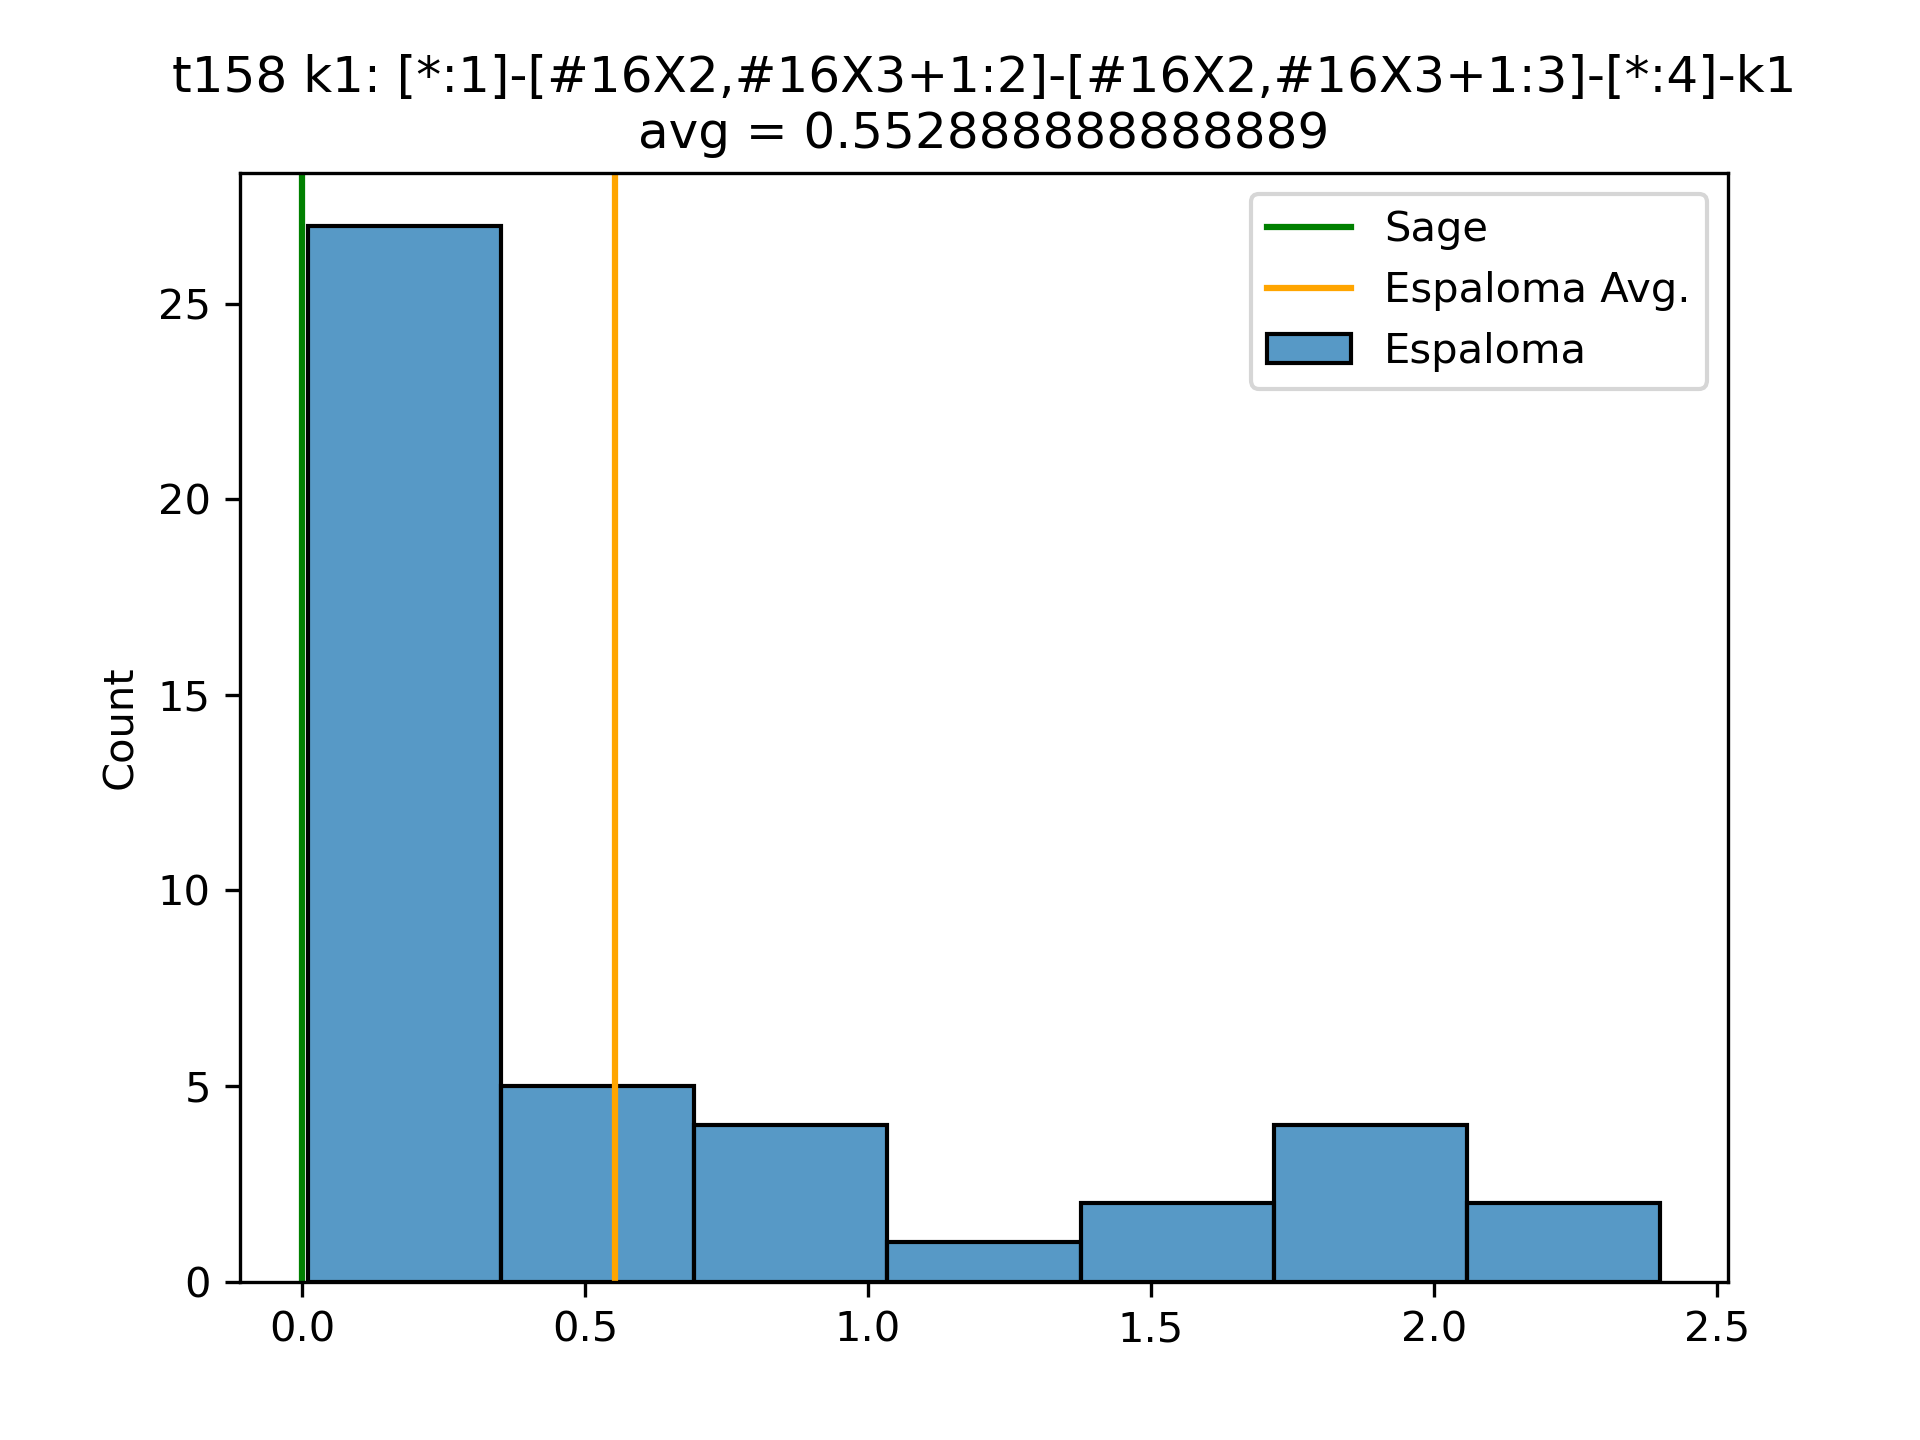 t158 k1: [*:1]-[#16X2,#16X3+1:2]-[#16X2,#16X3+1:3]-[*:4]-k1
avg = 0.552888888888889
Sage
Espaloma Avg.
Espaloma
Count
25
20
15
10
5
0
0.0 0.5 1.0 1.5 2.0 2.5